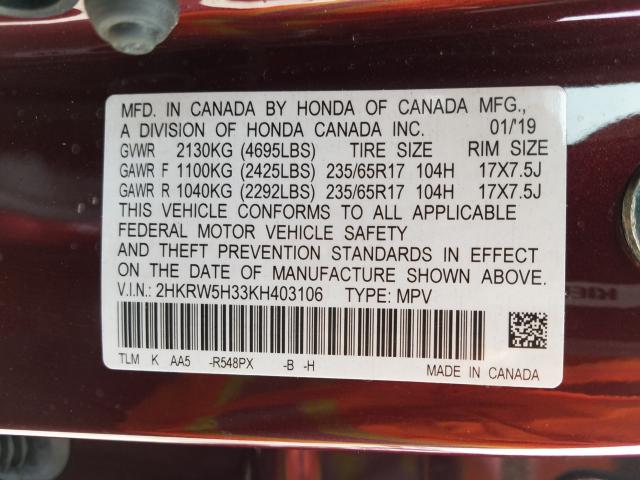 MFD. IN CANADA BY HONDA OF CANADA MFG.,
A DIVISION OF HONDA CANADA INC. 01/'19
GVWR 2130KG (4695LBS) TIRE SIZE RIM SIZE
GAWR F 1100KG (2425LBS) 235/65R17 104H 17X7.5J
GAWR R 1040KG (2292LBS) 235/65R17 104H 17X7.5J
THIS VEHICLE CONFORMS TO ALL APPLICABLE
FEDERAL MOTOR VEHICLE SAFETY
AND THEFT PREVENTION STANDARDS IN EFFECT
ON THE DATE OF MANUFACTURE SHOWN ABOVE.
V.I.N.: 2HKRW5H33KH403106 TYPE: MPV
TLM K AA5 -R548PX -B -H MADE IN CANADA